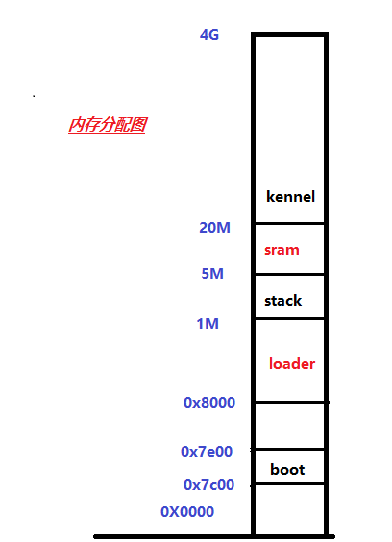 4G
内存分配图
kennel
20M
sram
5M
stack
1M
loader
0x8000
0x7e00
boot
0x7c00
0X0000